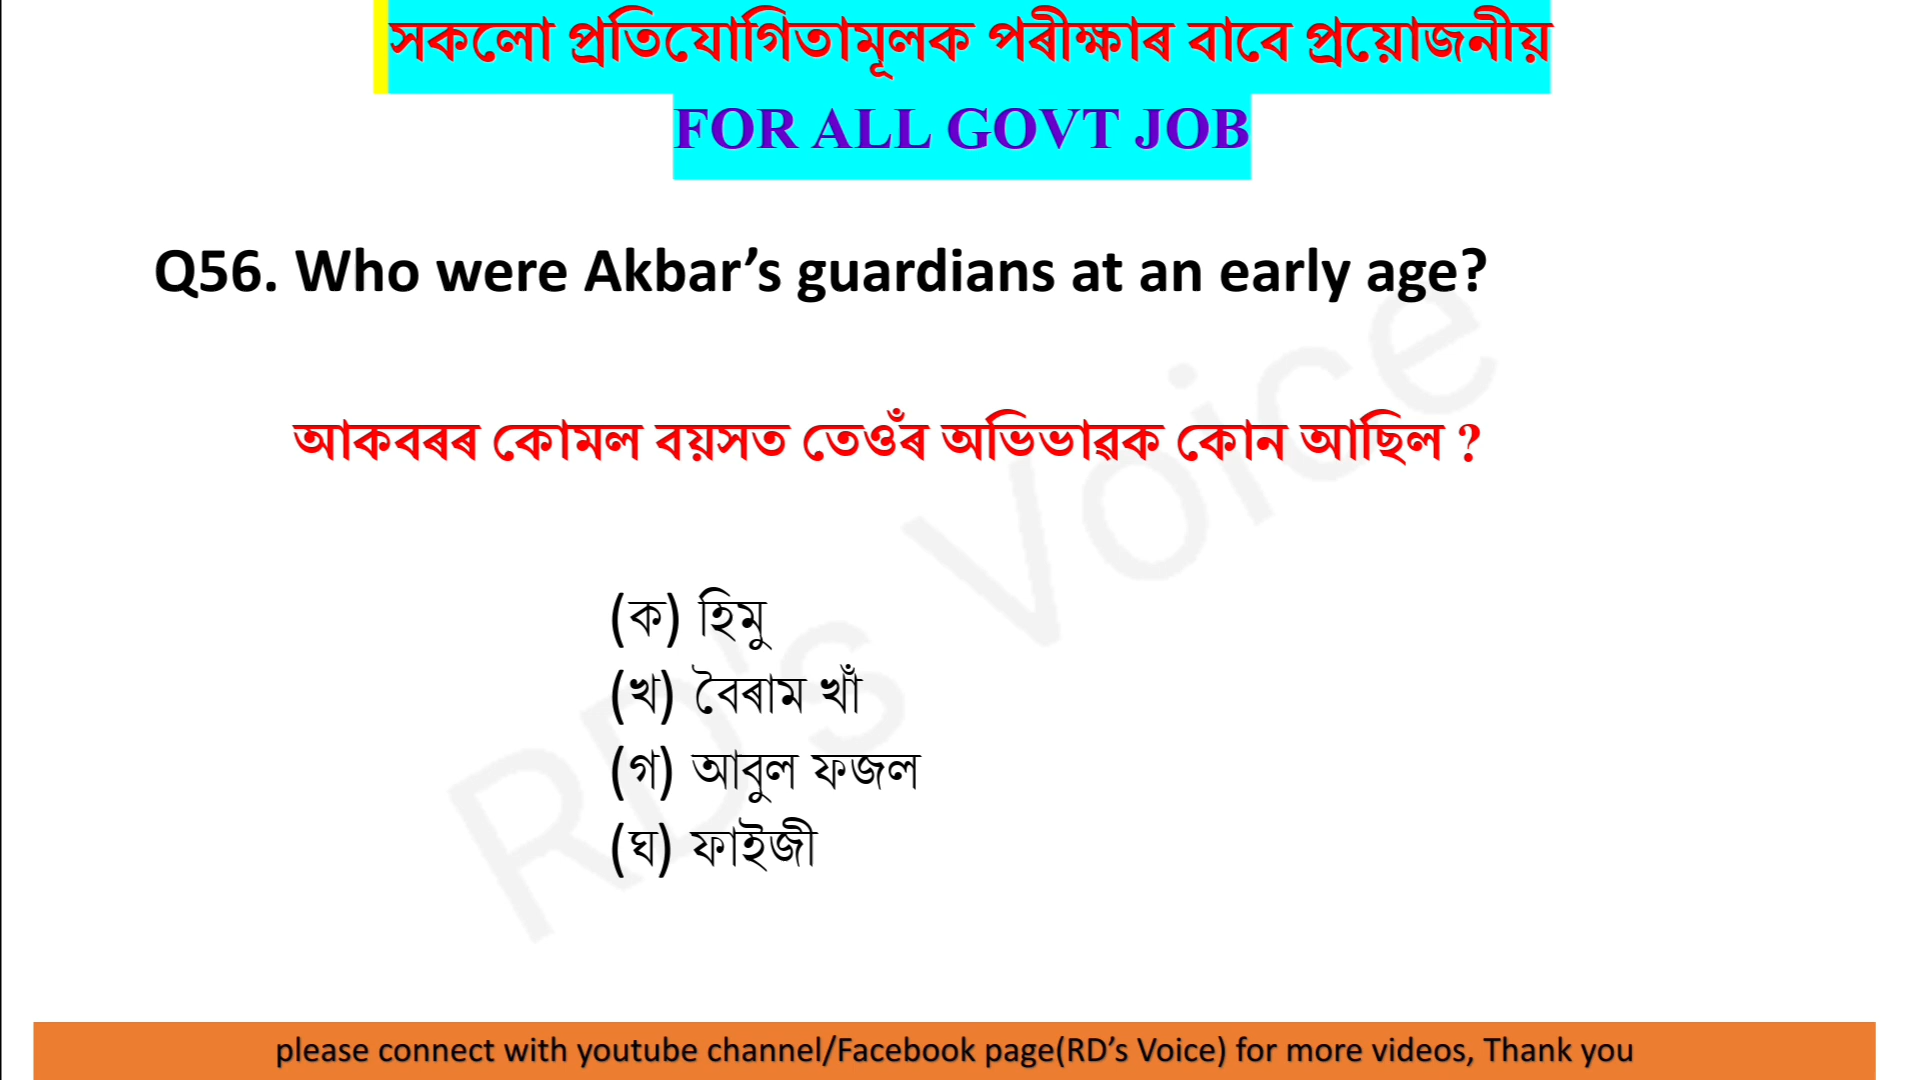 সকলো প্ৰতিযোগিতামূলক পৰীক্ষাৰ বাবে প্ৰয়োজনীয়
FOR ALL GOVT JOB
Q56. Who were Akbar’s guardians at an early age?
আকবৰৰ কোমল বয়সত তেওঁৰ অভিভাৱক কোন আছিল ?
(ক) হিমু
(খ) বৈৰাম খাঁ
(গ) আবুল ফজল
(ঘ) ফাইজী
RD's Voice
please connect with youtube channel/Facebook page(RD’s Voice) for more videos, Thank you